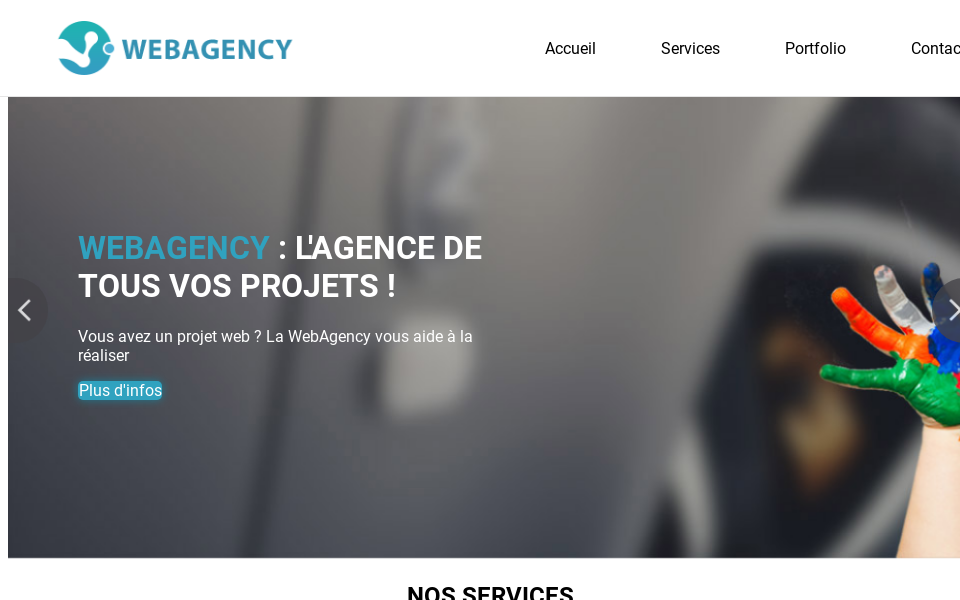 WEBAGENCY
Accueil
Services
Portfolio
Contac
WEBAGENCY : L'AGENCE DE
TOUS VOS PROJETS !
Vous avez un projet web ? La WebAgency vous aide à la
réaliser
Plus d'infos
NOS SERVICES